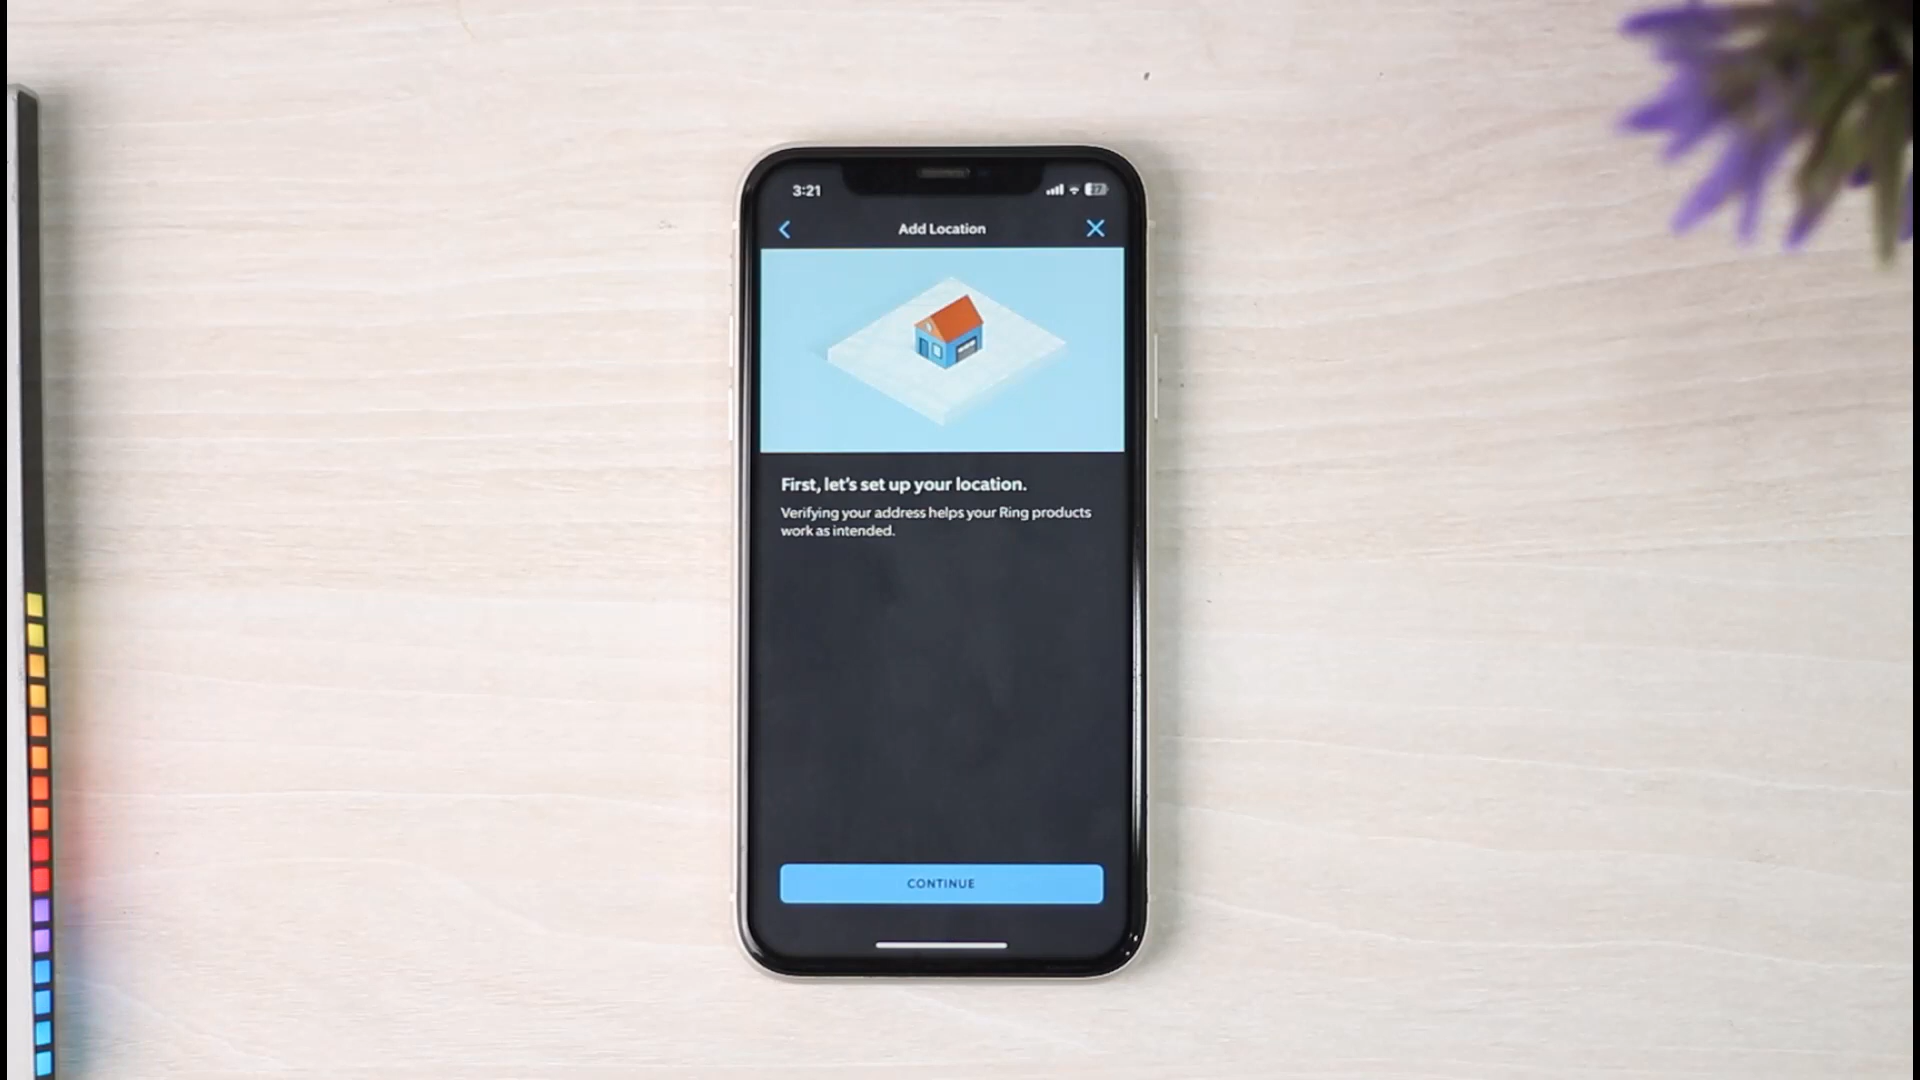 3:21
27
Add Location
First, let's set up your location.
Verifying your address helps your Ring products
work as intended.
CONTINUE